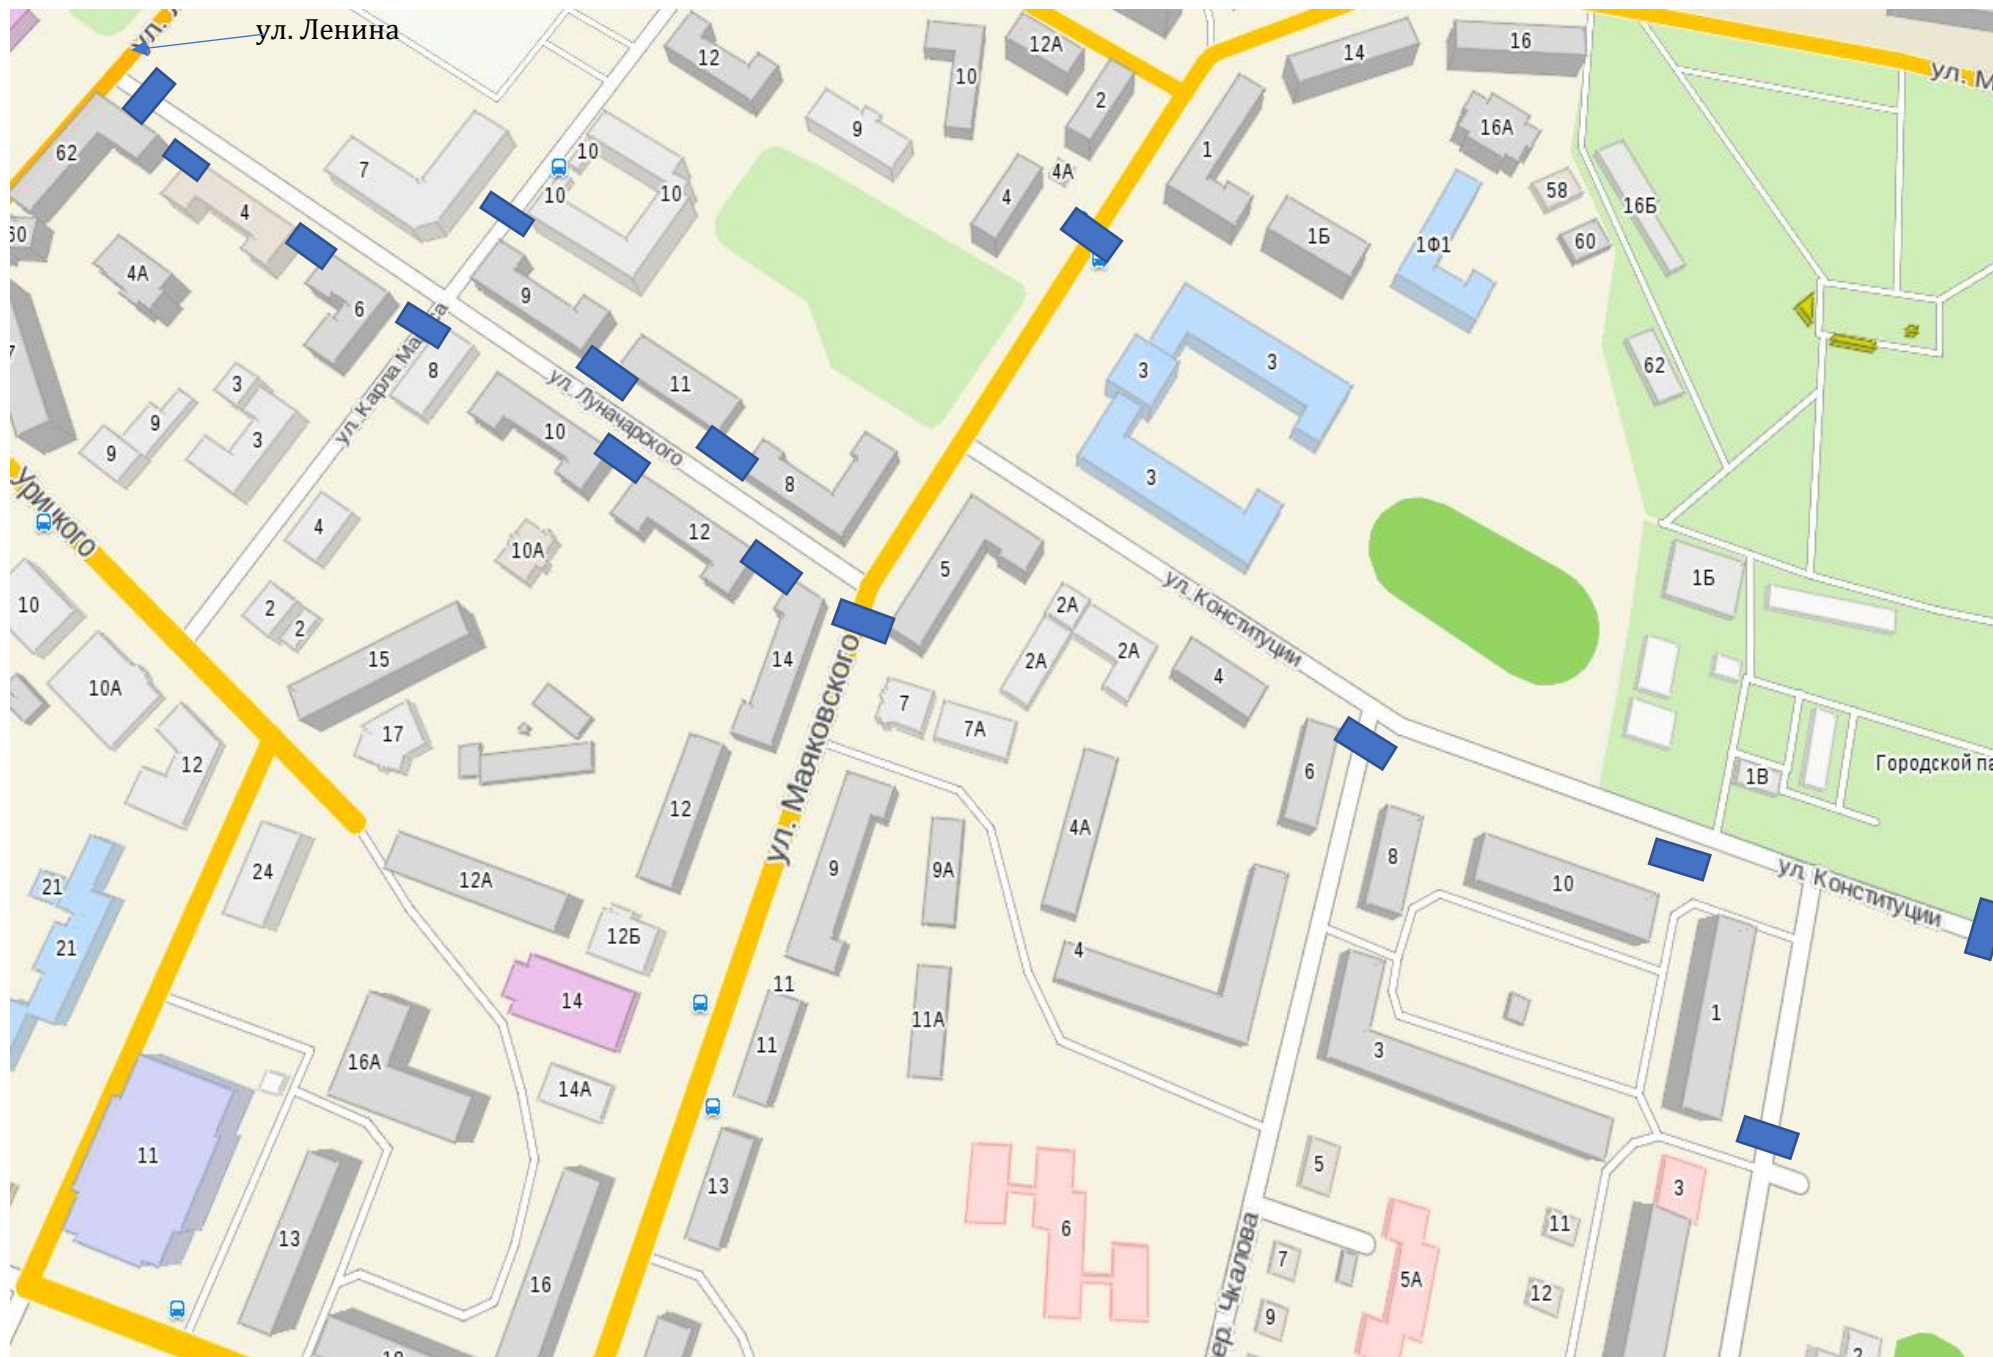 ул. Ленина
ул. М
12
10
12А
2
14
16
62
7
9
10
10
10
4А
4
1
16А
58
16Б
60
1Б
1Ф1
4
60
4А
6
9
3
3
62
3
8
11
ул. Карла Ма
ул. Луначарского
9
9
3
10
8
3
Урицкого
4
10А
12
5
1Б
10
2
2
15
14
2А
2А
2А
4
ул. Конституции
10А
17
7
7А
6
12
Городской па
1В
12
ул. Маяковского
4А
8
10
24
12А
9
9А
ул. Конституции
21
21
12Б
4
14
11
11
11А
1
3
16А
14А
11
13
5
3
13
16
6
11
7
5А
12
9
ер. Чкалова